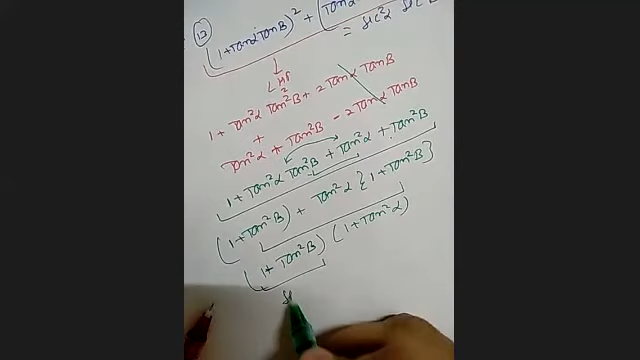 12 (1+Tanα TanB)² + (Tanα
= sec²α sec²B
LHS
1 + Tan²α Tan²B + 2Tanα TanB
+
Tan²α + Tan²B - 2Tanα TanB
1 + Tan²α Tan²B + Tan²α + Tan²B
(1+Tan²B) + Tan²α {1+Tan²B}
(1+ Tan²B) (1+Tan²α)